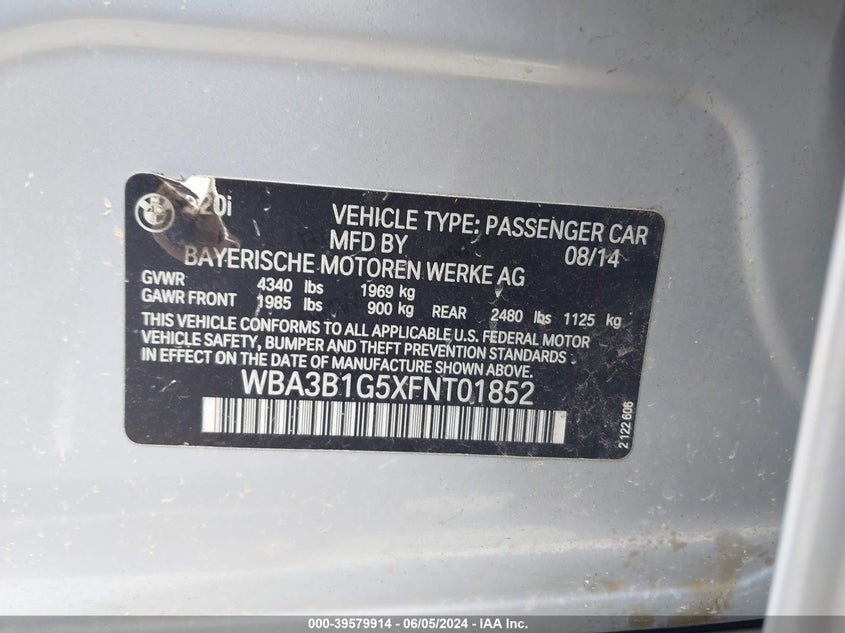 320i
VEHICLE TYPE: PASSENGER CAR
MFD BY 08/14
BAYERISCHE MOTOREN WERKE AG
GVWR 4340 lbs 1969 kg
GAWR FRONT 1985 lbs 900 kg REAR 2480 lbs 1125 kg
THIS VEHICLE CONFORMS TO ALL APPLICABLE U.S. FEDERAL MOTOR
VEHICLE SAFETY, BUMPER AND THEFT PREVENTION STANDARDS
IN EFFECT ON THE DATE OF MANUFACTURE SHOWN ABOVE.
WBA3B1G5XFNT01852
2 122 606
000-39579914 - 06/05/2024 - IAA Inc.